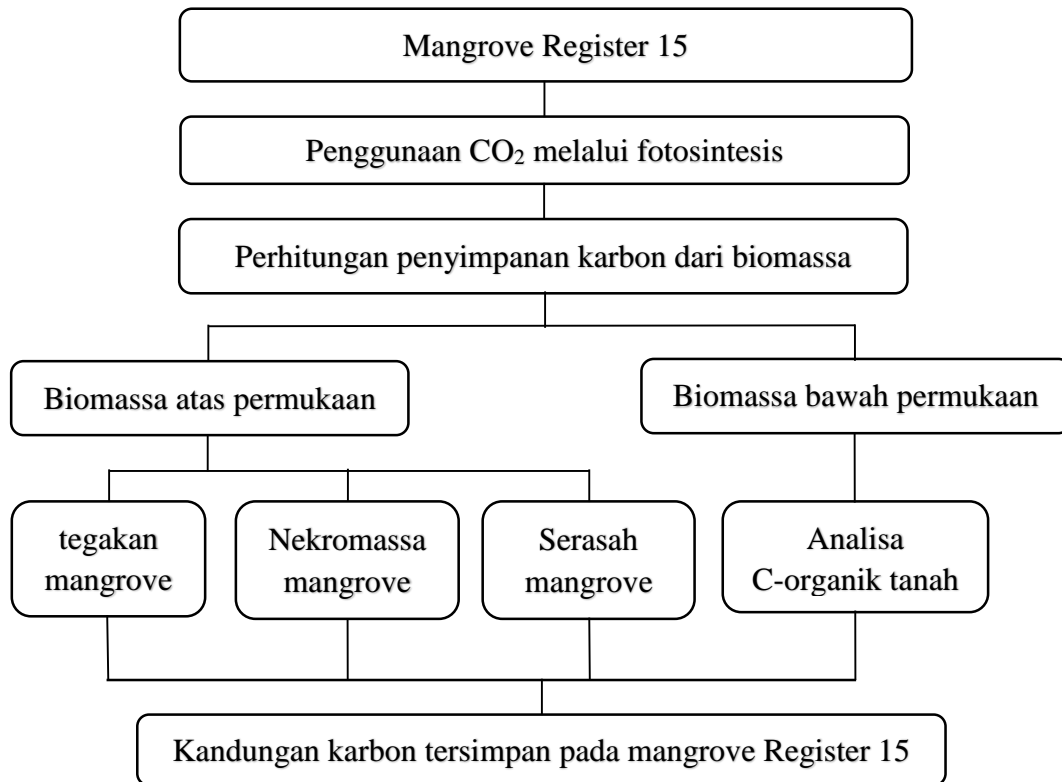 Mangrove Register 15
Penggunaan CO₂ melalui fotosintesis
Perhitungan penyimpanan karbon dari biomassa
Biomassa atas permukaan
Biomassa bawah permukaan
tegakan
mangrove
Nekromassa
mangrove
Serasah
mangrove
Analisa
C-organik tanah
Kandungan karbon tersimpan pada mangrove Register 15